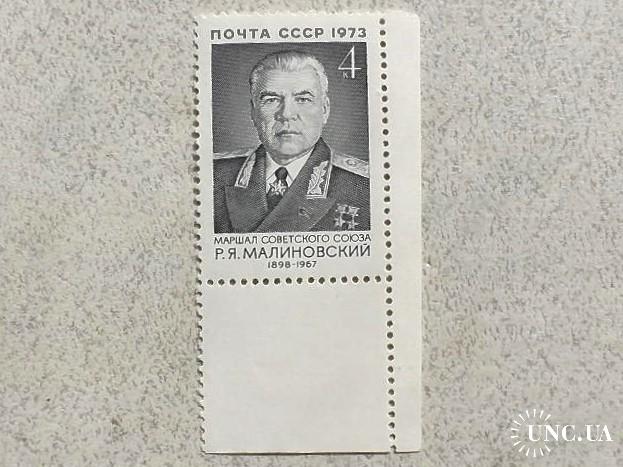 ПОЧТА СССР 1973
4
К
МАРШАЛ СОВЕТСКОГО СОЮЗА
Р.Я.МАЛИНОВСКИЙ
1898-1967
UNC.UA